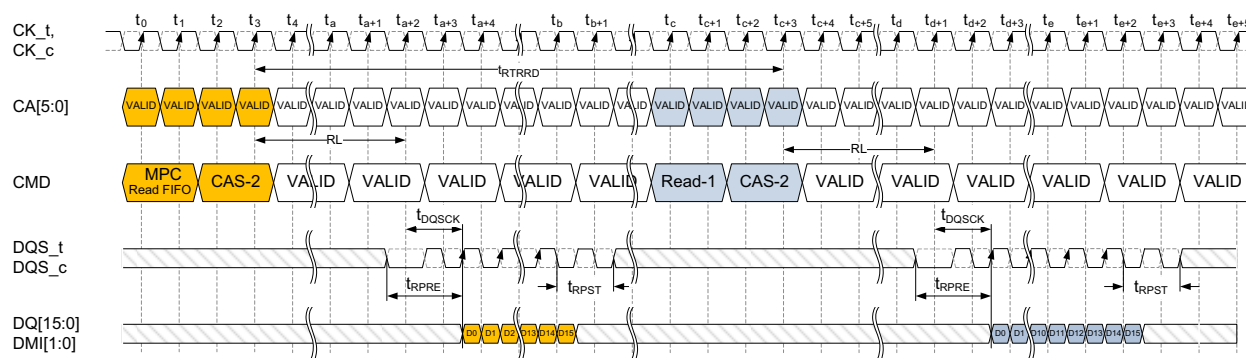 t0 t1 t2 t3 t4 ta ta+1 ta+2 ta+3 ta+4 tb tb+1 tc tc+1 tc+2 tc+3 tc+4 tc+5 td td+1 td+2 td+3 te te+1 te+2 te+3 te+4 te+5
CK_t,
CK_c
tRTRRD
CA[5:0] VALID VALID VALID VALID VALID VALID VALID VALID VALID VALID VALID VALID VALID VALID VALID VALID VALID VALID VALID VALID VALID VALID VALID VALID VALID VALID VALID VALID VALID VALID
RL RL
CMD MPC Read FIFO CAS-2 VALID VALID VALID VALID VALID Read-1 CAS-2 VALID VALID VALID VALID VALID VALID
tDQSCK tDQSCK
DQS_t
DQS_c
tRPRE tRPST tRPRE tRPST
DQ[15:0] D0 D1 D2 D13 D14 D15 D0 D1 D10 D11 D12 D13 D14 D15
DMI[1:0]